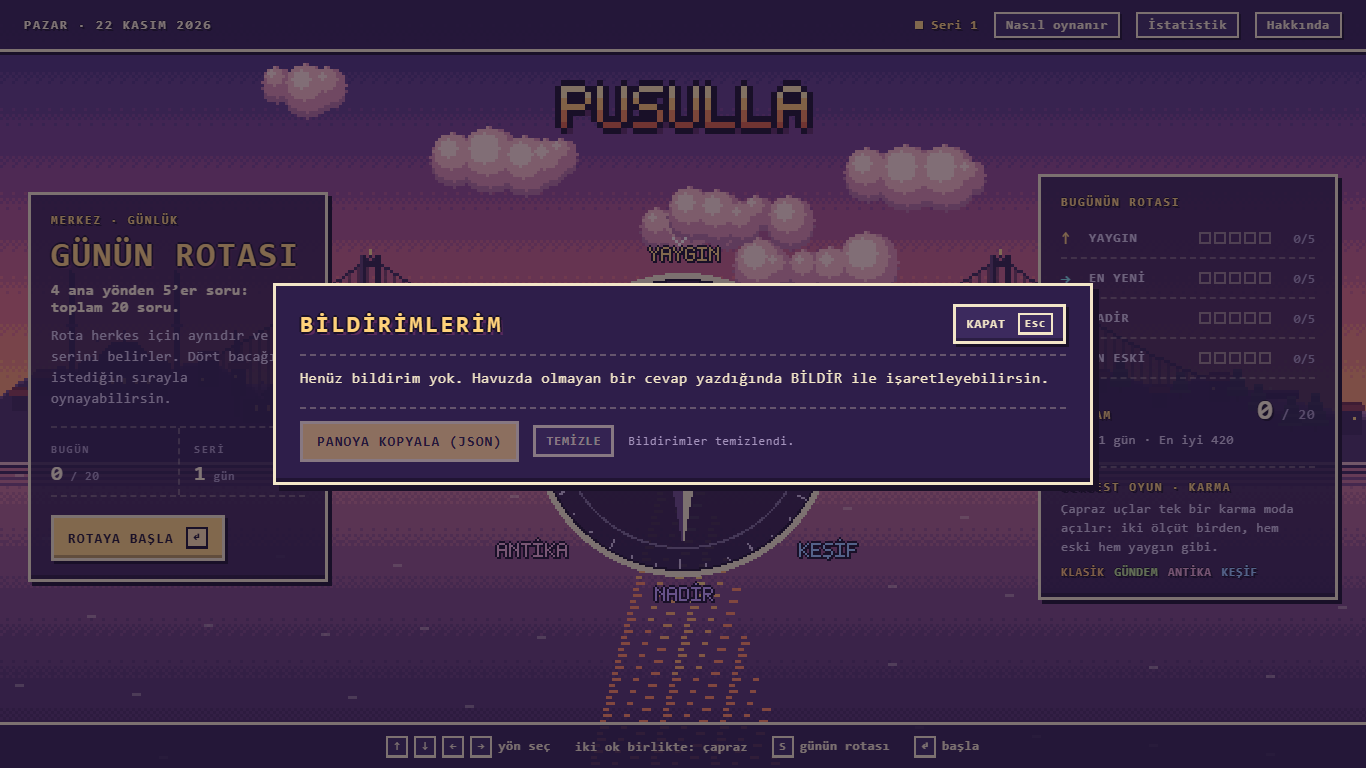 PAZAR · 22 KASIM 2026
Seri 1
Nasıl oynanır
İstatistik
Hakkında
PUSULLA
MERKEZ · GÜNLÜK
GÜNÜN ROTASI
4 ana yönden 5'er soru:
toplam 20 soru.
Rota herkes için aynıdır ve
serini belirler. Dört
istediğin sırayla
oynayabilirsin.
BUGÜN
0 / 20
SERİ
1 gün
ROTAYA BAŞLA
YAYGIN
ANTİKA
KEŞİF
NADİR
BİLDİRİMLERİM
KAPAT Esc
Henüz bildirim yok. Havuzda olmayan bir cevap yazdığında BİLDİR ile işaretleyebilirsin.
PANOYA KOPYALA (JSON)
TEMİZLE
Bildirimler temizlendi.
BUGÜNÜN ROTASI
↑ YAYGIN 0/5
→ EN YENİ 0/5
0/5
ESKİ 0/5
0 / 20
1 gün · En iyi 420
OYUN · KARMA
Çapraz uçlar tek bir karma moda
açılır: iki ölçüt birden, hem
eski hem yaygın gibi.
KLASİK GÜNDEM ANTİKA KEŞİF
↑ ↓ ← → yön seç
iki ok birlikte: çapraz
S günün rotası
↵ başla